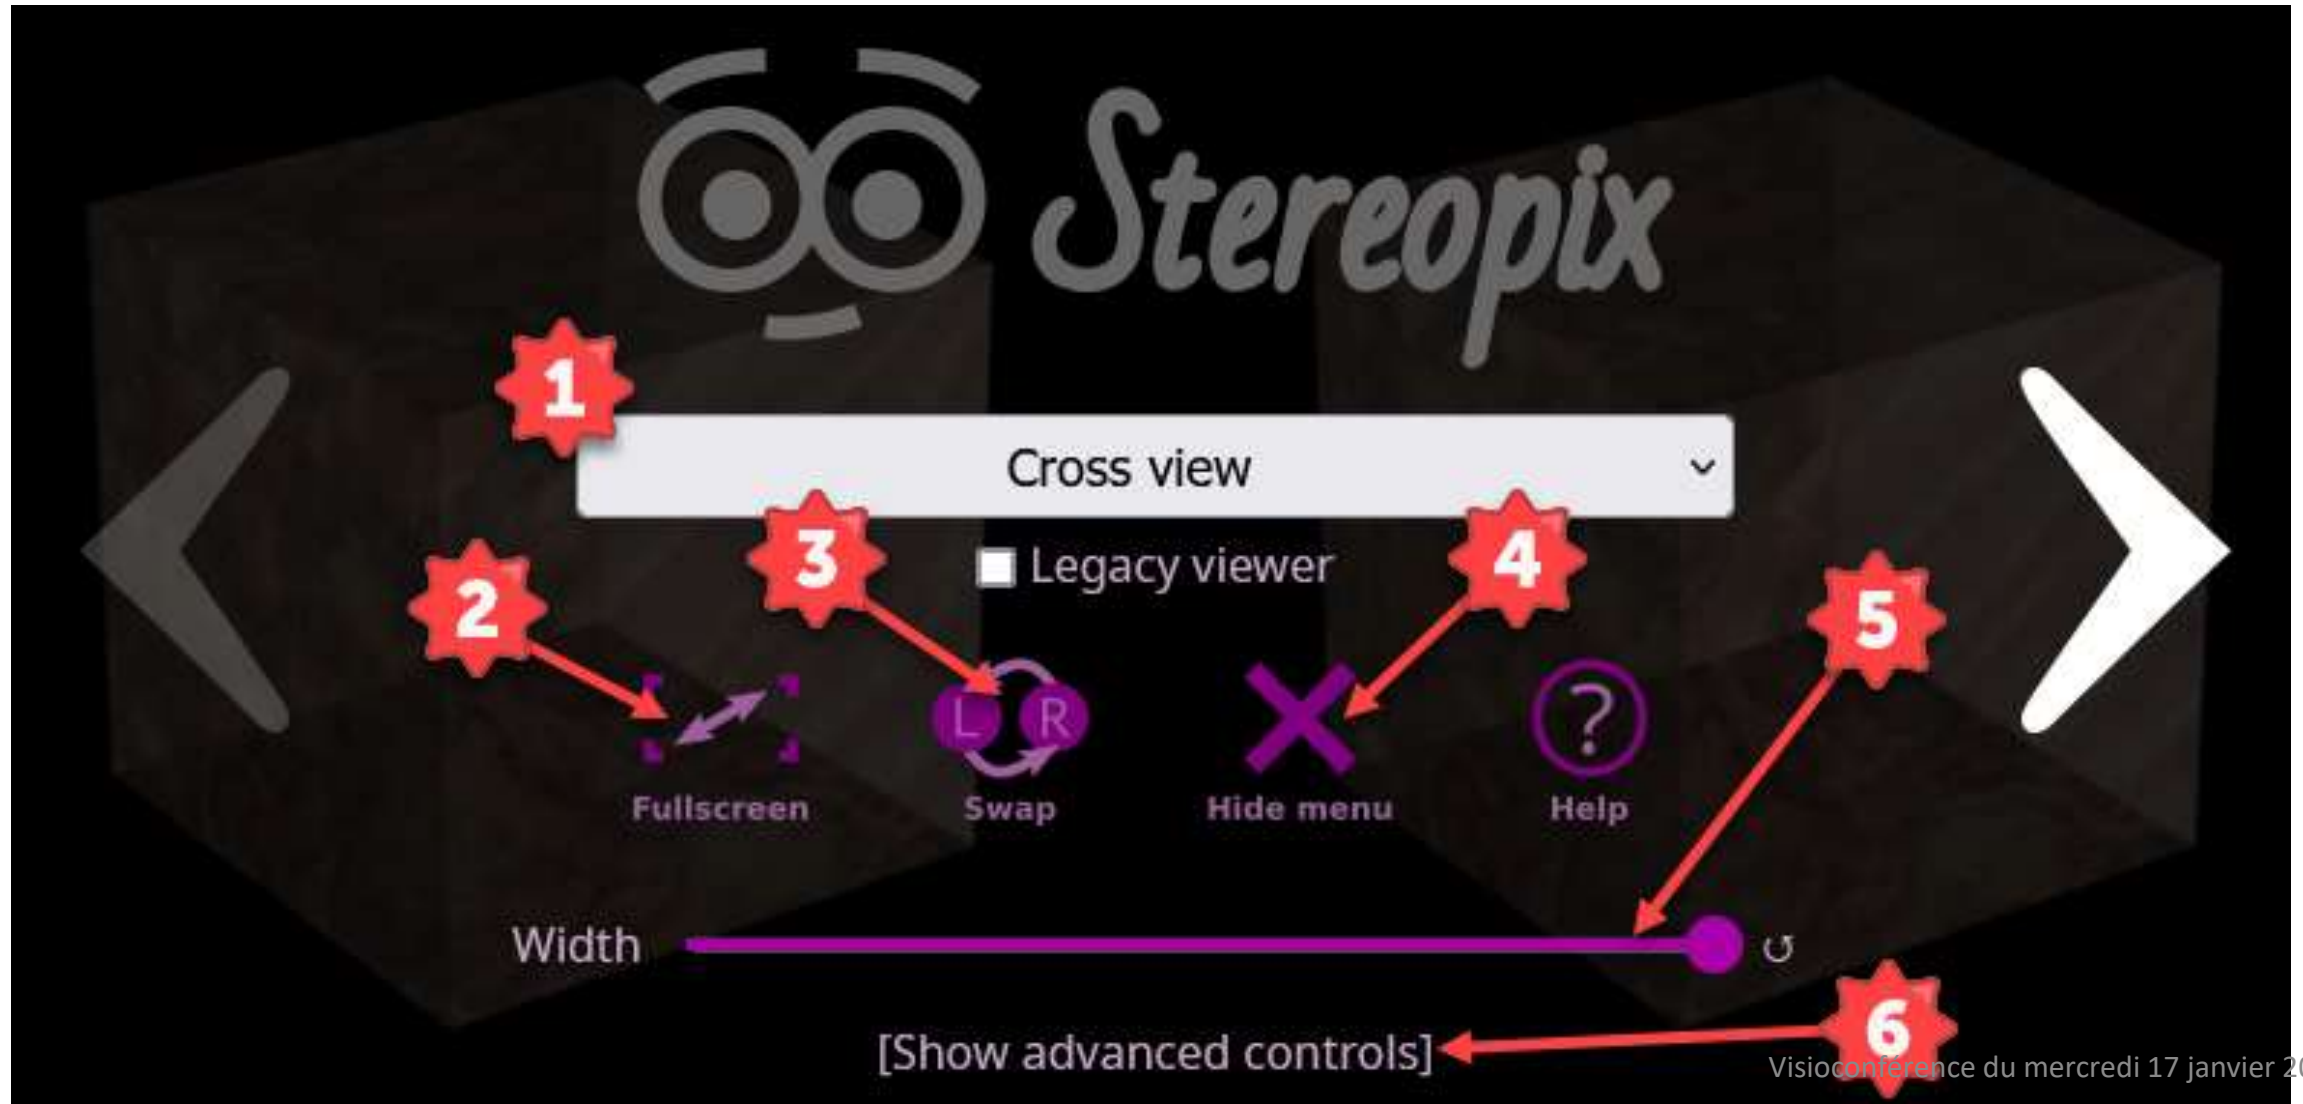 Stereopix
1
Cross view
3
4
Legacy viewer
2
5
L R
?
Fullscreen Swap Hide menu Help
Width
6
[Show advanced controls]
Visioconférence du mercredi 17 janvier 20